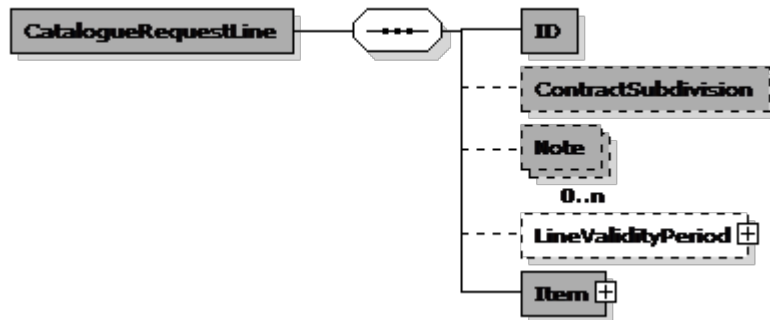 CatalogueRequestLine
ID
ContractSubdivision
Note
0..n
LineValidityPeriod
Item